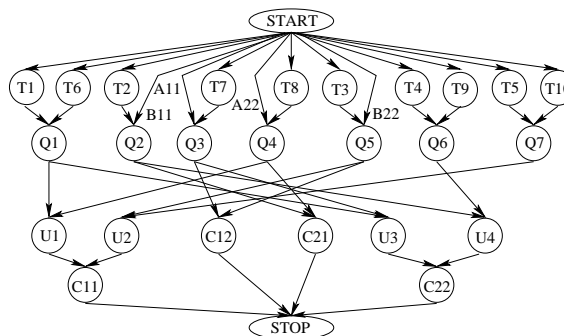 START
T1 T6 T2 A11 T7 T8 T3 T4 T9 T5 T10
B11 A22 B22
Q1 Q2 Q3 Q4 Q5 Q6 Q7
U1 U2 C12 C21 U3 U4
C11 C22
STOP